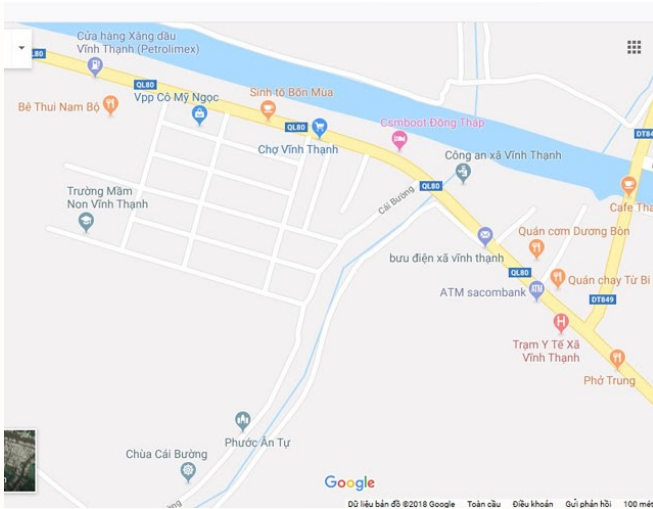 Cửa hàng Xăng dầu
Vĩnh Thạnh (Petrolimex)
QL80
QL80
Bê Thui Nam Bộ
Vpp Cô Mỹ Ngọc
Sinh tố Bốn Mùa
QL80
Chợ Vĩnh Thạnh
Csmboot Đồng Tháp
DT84
Công an xã Vĩnh Thạnh
QL80
Cái Bường
Trường Mầm
Non Vĩnh Thạnh
Cafe Tha
Quán cơm Dương Bòn
bưu điện xã vĩnh thạnh
QL80
Quán chay Từ Bi
ATM sacombank
ATM
DT849
Trạm Y Tế Xã
Vĩnh Thạnh
Phở Trung
Phước Ân Tự
Chùa Cái Bường
ường
Google
Dữ liệu bản đồ ©2018 Google Toàn cầu Điều khoản Gửi phản hồi 100 mét